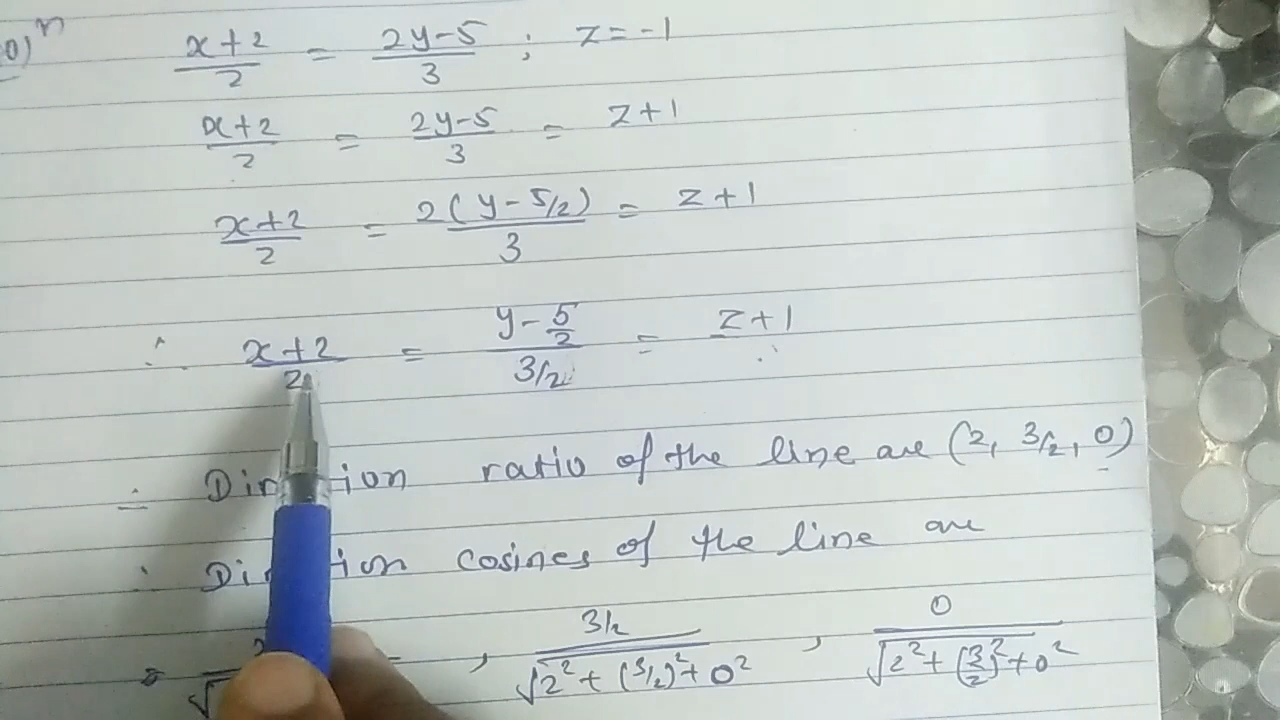 x+2/2 = 2y-5/3 ; z=-1
x+2/2 = 2y-5/3 = z+1
x+2/2 = 2(y-5/2)/3 = z+1
∴ x+2/2 = y-5/2/3/2 = z+1
∴ ratio of the line are (2, 3/2, 0)
∴ cosines of the line are
3/2/√2²+(3/2)²+0² , 0/√2²+(3/2)²+0²